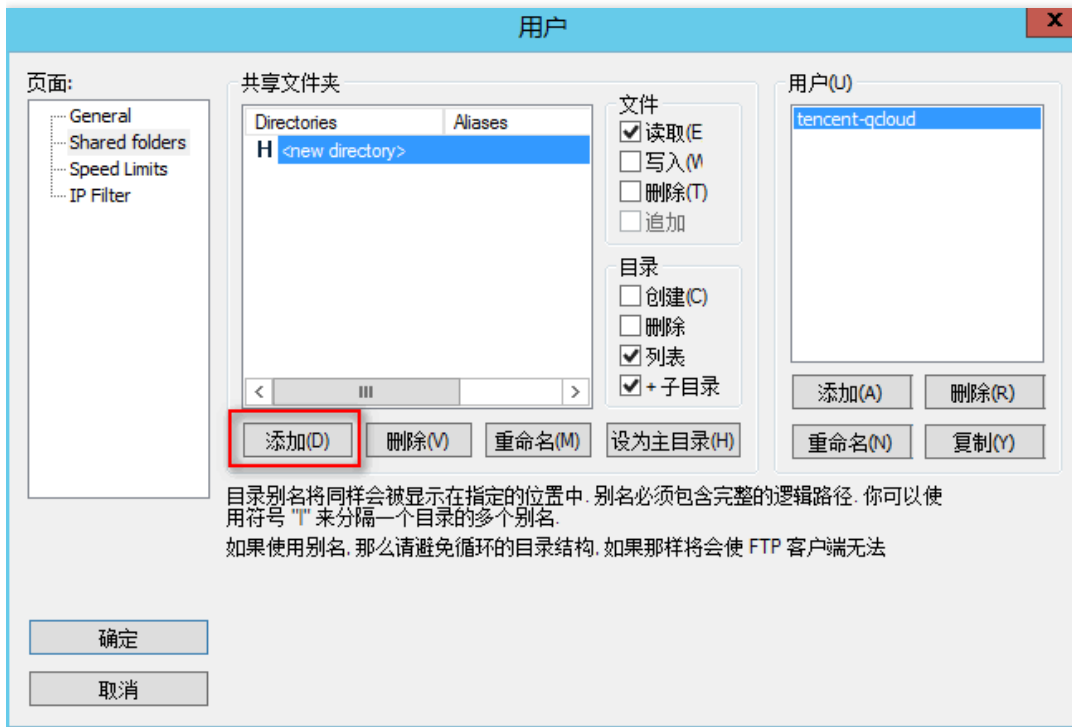 用户
x
页面:
General
Shared folders
Speed Limits
IP Filter
共享文件夹
Directories Aliases
H <new directory>
添加(D) 删除(V) 重命名(M) 设为主目录(H)
文件
读取(E
写入(W
删除(T)
追加
目录
创建(C)
删除
列表
+ 子目录
用户(U)
tencent-qcloud
添加(A) 删除(R)
重命名(N) 复制(Y)
目录别名将同样会被显示在指定的位置中. 别名必须包含完整的逻辑路径. 你可以使
用符号 "|" 来分隔一个目录的多个别名.
如果使用别名, 那么请避免循环的目录结构, 如果那样将会使 FTP 客户端无法
确定
取消